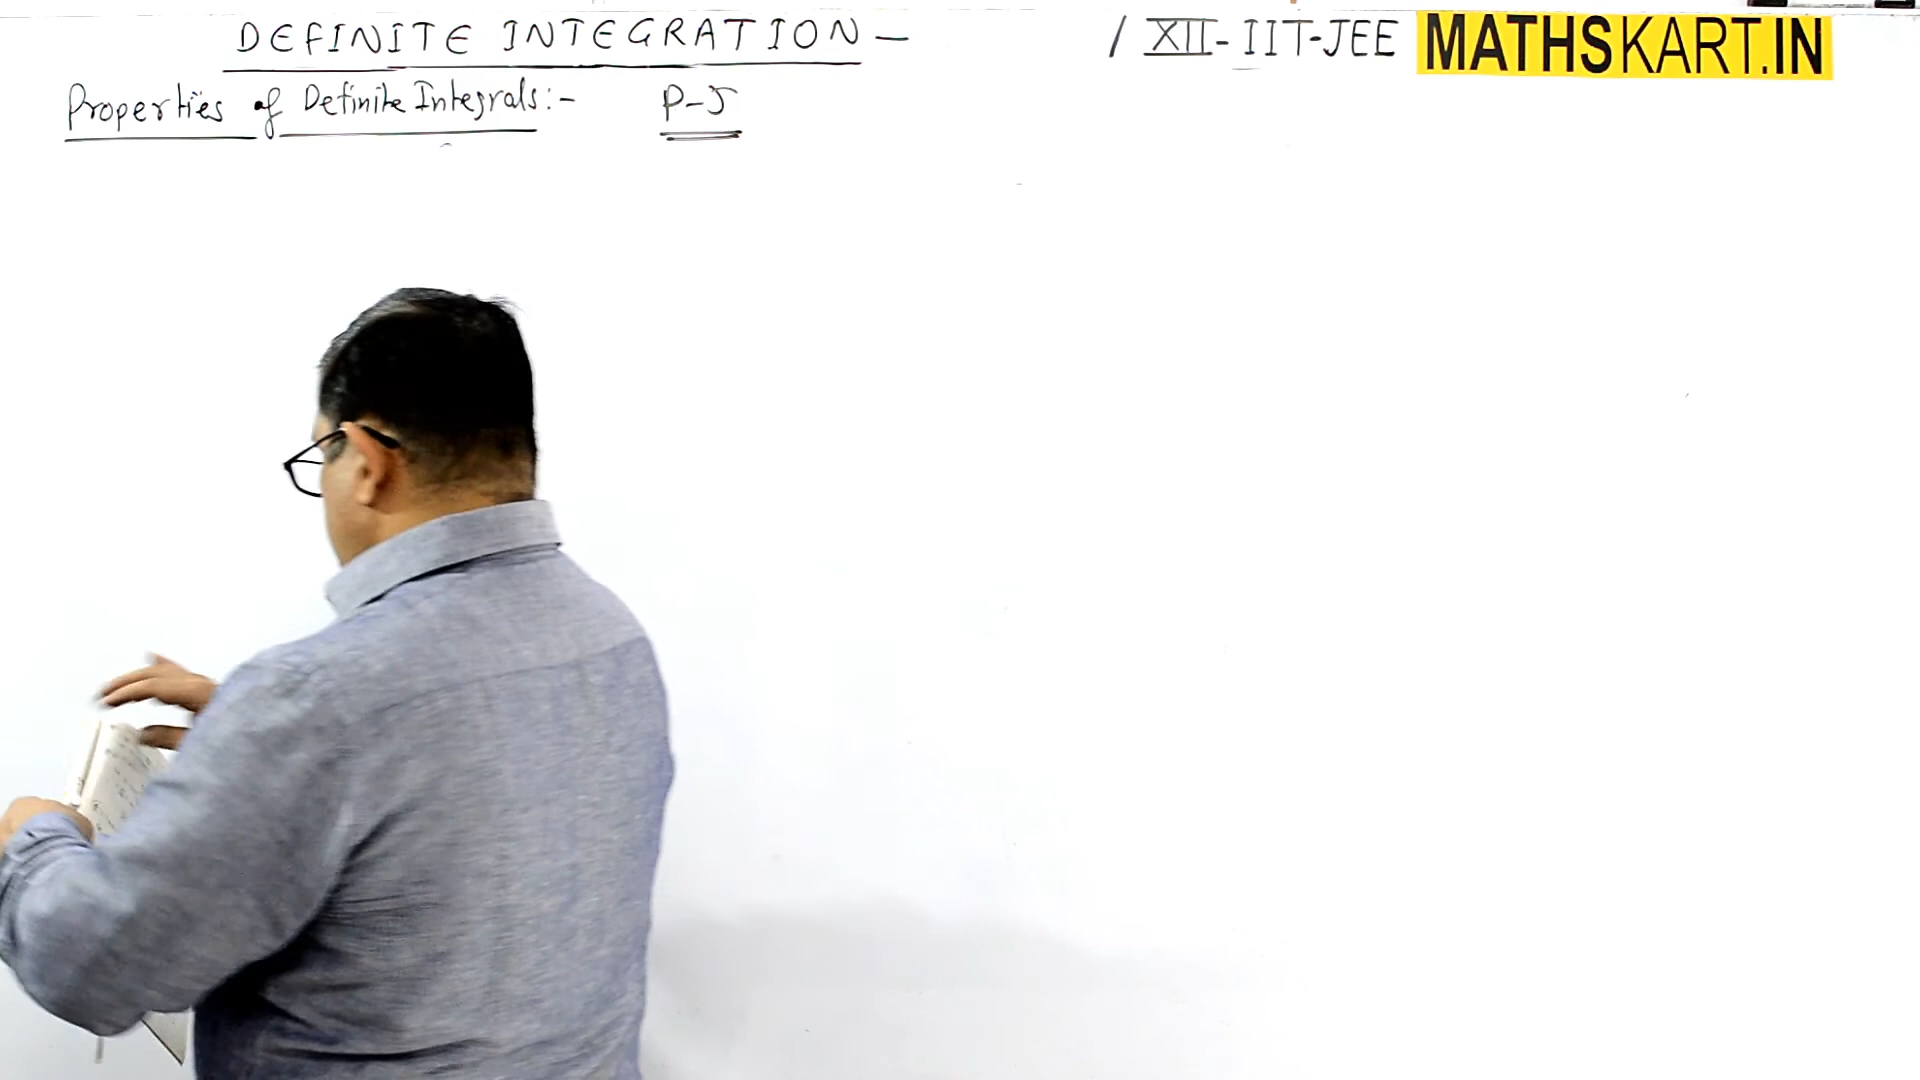 DEFINITE INTEGRATION - / XII-IIT-JEE MATHSKART.IN
Properties of Definite Integrals:- P-5